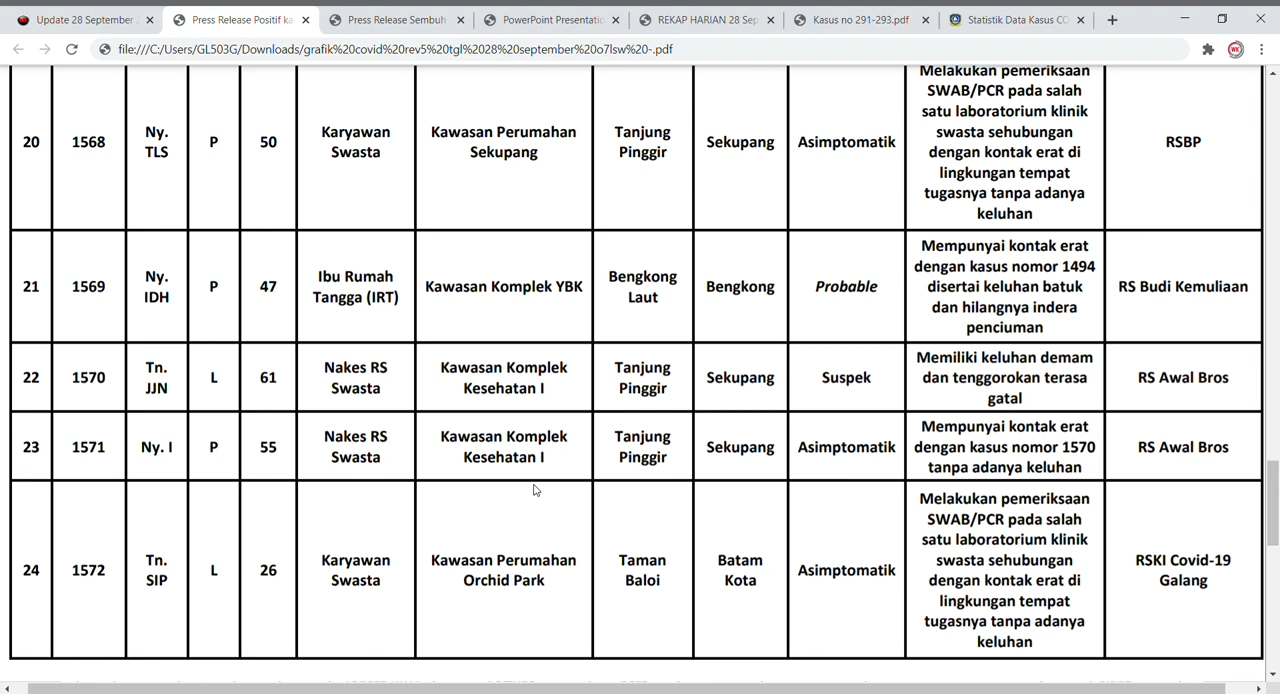 Update 28 September
Press Release Positif ka
Press Release Sembuh
PowerPoint Presentatio
REKAP HARIAN 28 Sep
Kasus no 291-293.pdf
Statistik Data Kasus CO
file:///C:/Users/GL503G/Downloads/grafik%20covid%20rev5%20tgl%2028%20september%20o7lsw%20-.pdf
WK
20
1568
Ny.
TLS
P
50
Karyawan
Swasta
Kawasan Perumahan
Sekupang
Tanjung
Pinggir
Sekupang
Asimptomatik
Melakukan pemeriksaan
SWAB/PCR pada salah
satu laboratorium klinik
swasta sehubungan
dengan kontak erat di
lingkungan tempat
tugasnya tanpa adanya
keluhan
RSBP
21
1569
Ny.
IDH
P
47
Ibu Rumah
Tangga (IRT)
Kawasan Komplek YBK
Bengkong
Laut
Bengkong
Probable
Mempunyai kontak erat
dengan kasus nomor 1494
disertai keluhan batuk
dan hilangnya indera
penciuman
RS Budi Kemuliaan
22
1570
Tn.
JJN
L
61
Nakes RS
Swasta
Kawasan Komplek
Kesehatan I
Tanjung
Pinggir
Sekupang
Suspek
Memiliki keluhan demam
dan tenggorokan terasa
gatal
RS Awal Bros
23
1571
Ny. I
P
55
Nakes RS
Swasta
Kawasan Komplek
Kesehatan I
Tanjung
Pinggir
Sekupang
Asimptomatik
Mempunyai kontak erat
dengan kasus nomor 1570
tanpa adanya keluhan
RS Awal Bros
24
1572
Tn.
SIP
L
26
Karyawan
Swasta
Kawasan Perumahan
Orchid Park
Taman
Baloi
Batam
Kota
Asimptomatik
Melakukan pemeriksaan
SWAB/PCR pada salah
satu laboratorium klinik
swasta sehubungan
dengan kontak erat di
lingkungan tempat
tugasnya tanpa adanya
keluhan
RSKI Covid-19
Galang